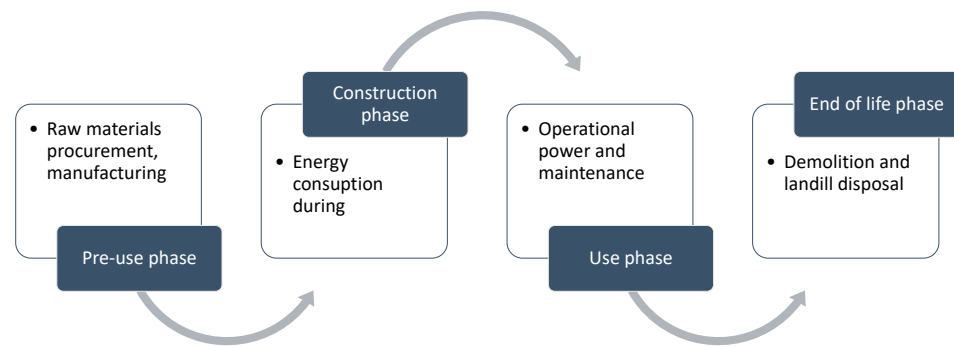 • Raw materials
procurement,
manufacturing
Pre-use phase
Construction
phase
• Energy
consuption
during
• Operational
power and
maintenance
Use phase
End of life phase
• Demolition and
landill disposal